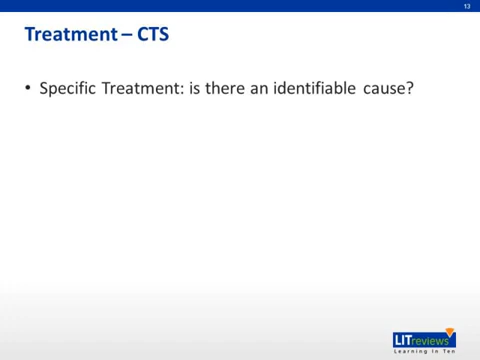 13
Treatment – CTS
• Specific Treatment: is there an identifiable cause?
LITreviews
Learning In Ten